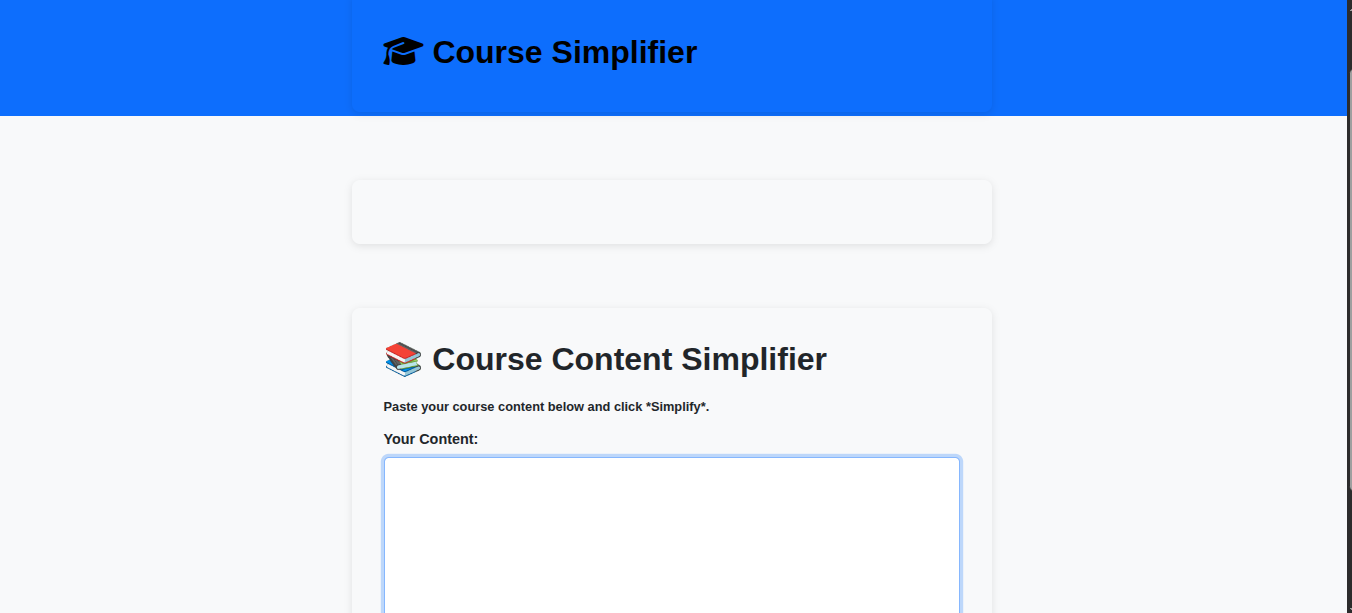 Course Simplifier
Course Content Simplifier
Paste your course content below and click *Simplify*.
Your Content: